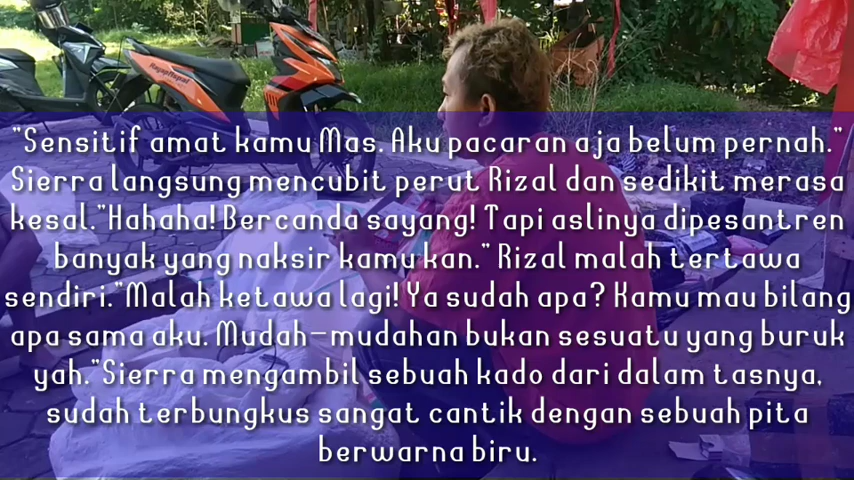 "Sensitif amat kamu Mas. Aku pacaran aja belum pernah."
Sierra langsung mencubit perut Rizal dan sedikit merasa
kesal."Hahaha! Bercanda sayang! Tapi aslinya dipesantren
banyak yang naksir kamu kan." Rizal malah tertawa
sendiri."Malah ketawa lagi! Ya sudah apa? Kamu mau bilang
apa sama aku. Mudah-mudahan bukan sesuatu yang buruk
yah."Sierra mengambil sebuah kado dari dalam tasnya,
sudah terbungkus sangat cantik dengan sebuah pita
berwarna biru.